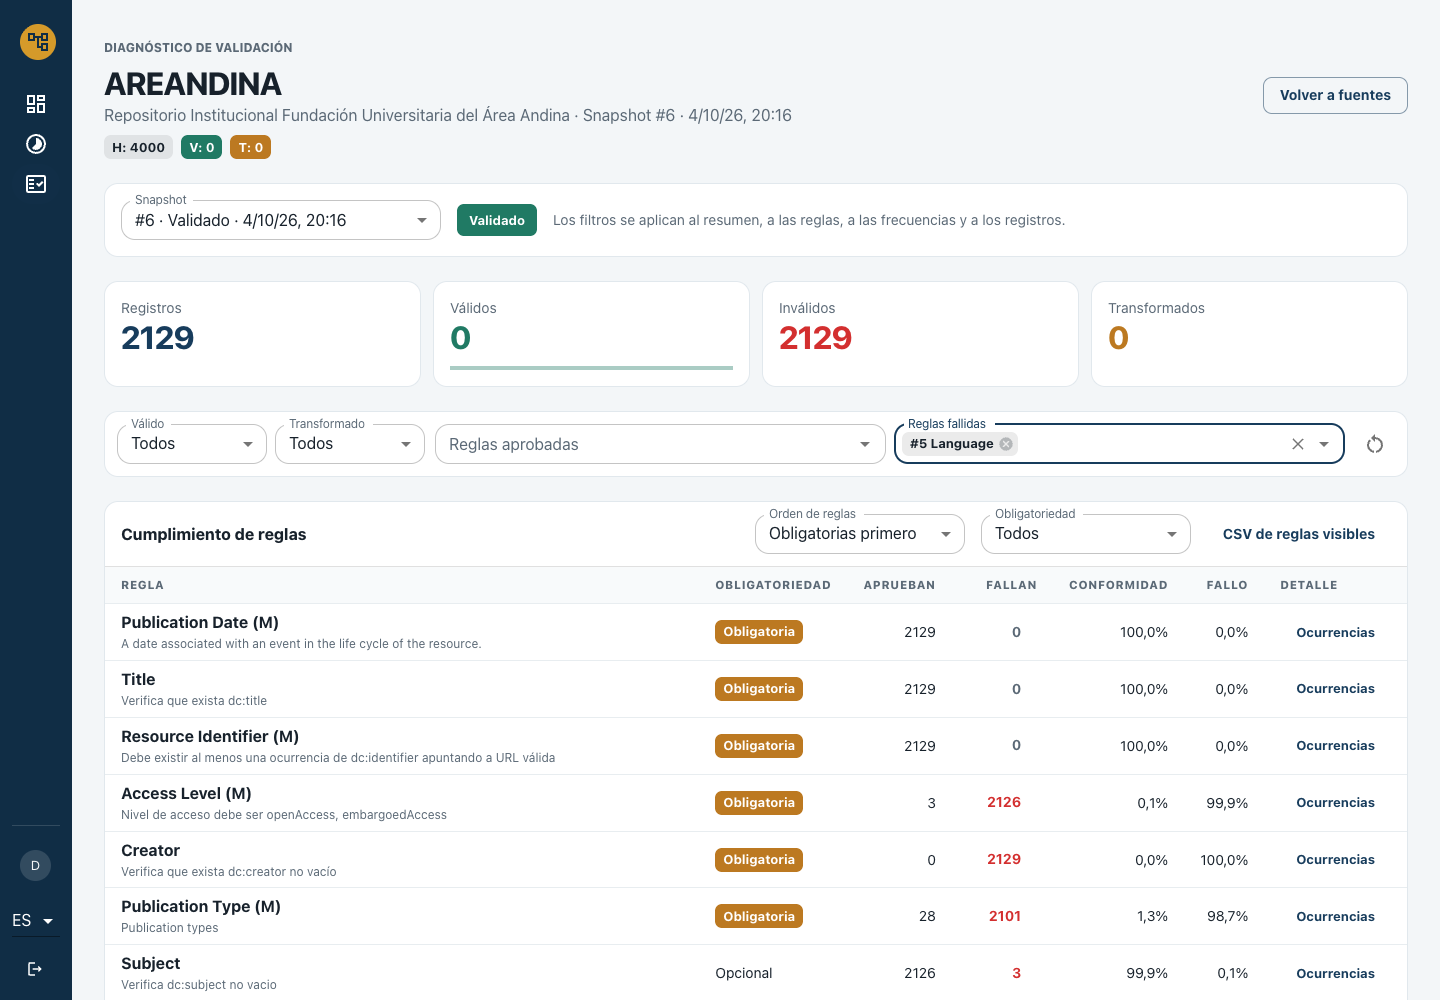 DIAGNÓSTICO DE VALIDACIÓN
AREANDINA
Repositorio Institucional Fundación Universitaria del Área Andina · Snapshot #6 · 4/10/26, 20:16
Volver a fuentes
H: 4000 V: 0 T: 0
Snapshot
#6 · Validado · 4/10/26, 20:16
Validado
Los filtros se aplican al resumen, a las reglas, a las frecuencias y a los registros.
Registros
2129
Válidos
0
Inválidos
2129
Transformados
0
Válido
Todos
Transformado
Todos
Reglas aprobadas
Reglas fallidas
#5 Language
Cumplimiento de reglas
Orden de reglas
Obligatorias primero
Obligatoriedad
Todos
CSV de reglas visibles
REGLA OBLIGATORIEDAD APRUEBAN FALLAN CONFORMIDAD FALLO DETALLE
Publication Date (M)
A date associated with an event in the life cycle of the resource.
Obligatoria 2129 0 100,0% 0,0% Ocurrencias
Title
Verifica que exista dc:title
Obligatoria 2129 0 100,0% 0,0% Ocurrencias
Resource Identifier (M)
Debe existir al menos una ocurrencia de dc:identifier apuntando a URL válida
Obligatoria 2129 0 100,0% 0,0% Ocurrencias
Access Level (M)
Nivel de acceso debe ser openAccess, embargoedAccess
Obligatoria 3 2126 0,1% 99,9% Ocurrencias
Creator
Verifica que exista dc:creator no vacío
Obligatoria 0 2129 0,0% 100,0% Ocurrencias
Publication Type (M)
Publication types
Obligatoria 28 2101 1,3% 98,7% Ocurrencias
Subject
Verifica dc:subject no vacio
Opcional 2126 3 99,9% 0,1% Ocurrencias
D
ES